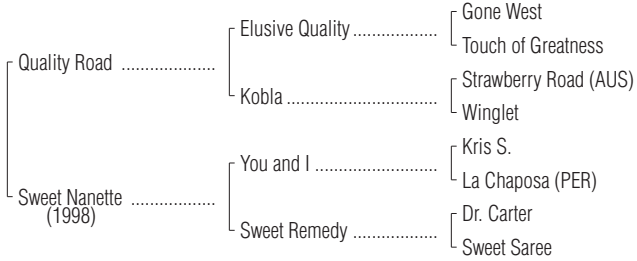 Gone West
Elusive Quality ..................
Touch of Greatness
Quality Road ....................
Strawberry Road (AUS)
Kobla ................................
Winglet
Kris S.
You and I ..........................
La Chaposa (PER)
Sweet Nanette ..................
(1998)
Dr. Carter
Sweet Remedy ..................
Sweet Saree